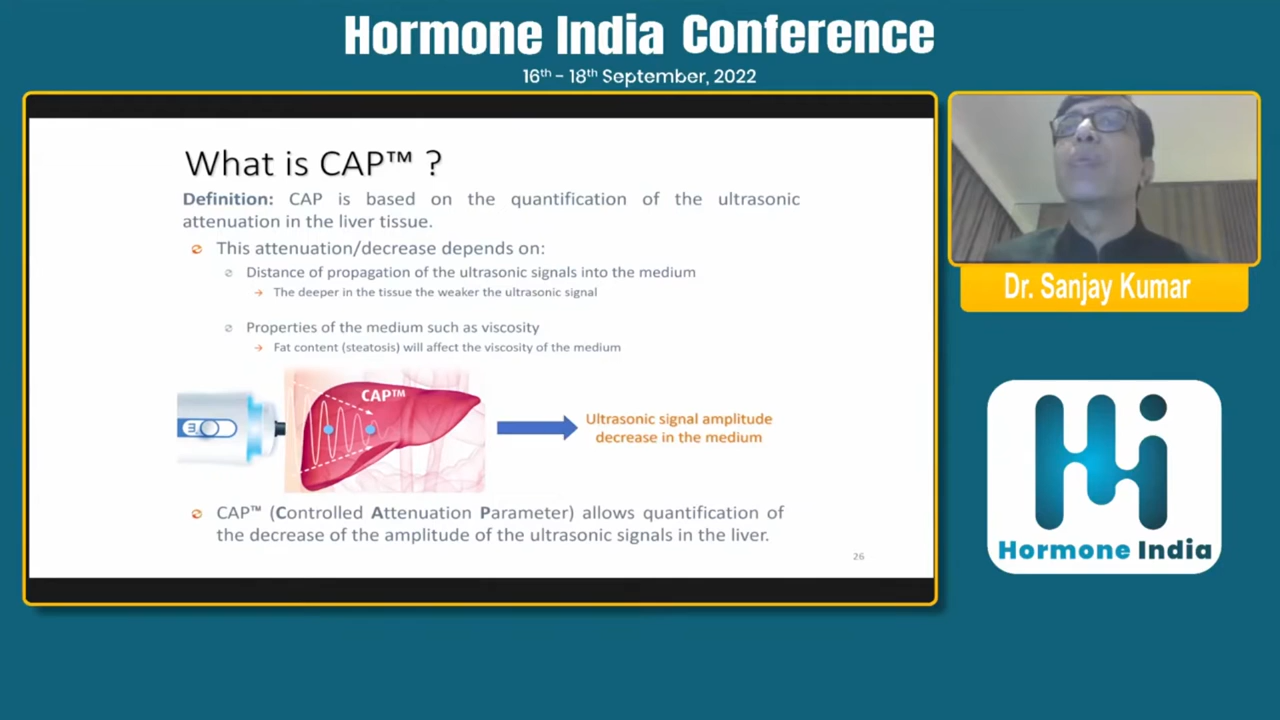 Hormone India Conference
16th - 18th September, 2022
What is CAP™ ?
Definition: CAP is based on the quantification of the ultrasonic
attenuation in the liver tissue.
This attenuation/decrease depends on:
Distance of propagation of the ultrasonic signals into the medium
→ The deeper in the tissue the weaker the ultrasonic signal
Properties of the medium such as viscosity
→ Fat content (steatosis) will affect the viscosity of the medium
CAP™
Ultrasonic signal amplitude
decrease in the medium
CAP™ (Controlled Attenuation Parameter) allows quantification of
the decrease of the amplitude of the ultrasonic signals in the liver.
26
Dr. Sanjay Kumar
Hormone India